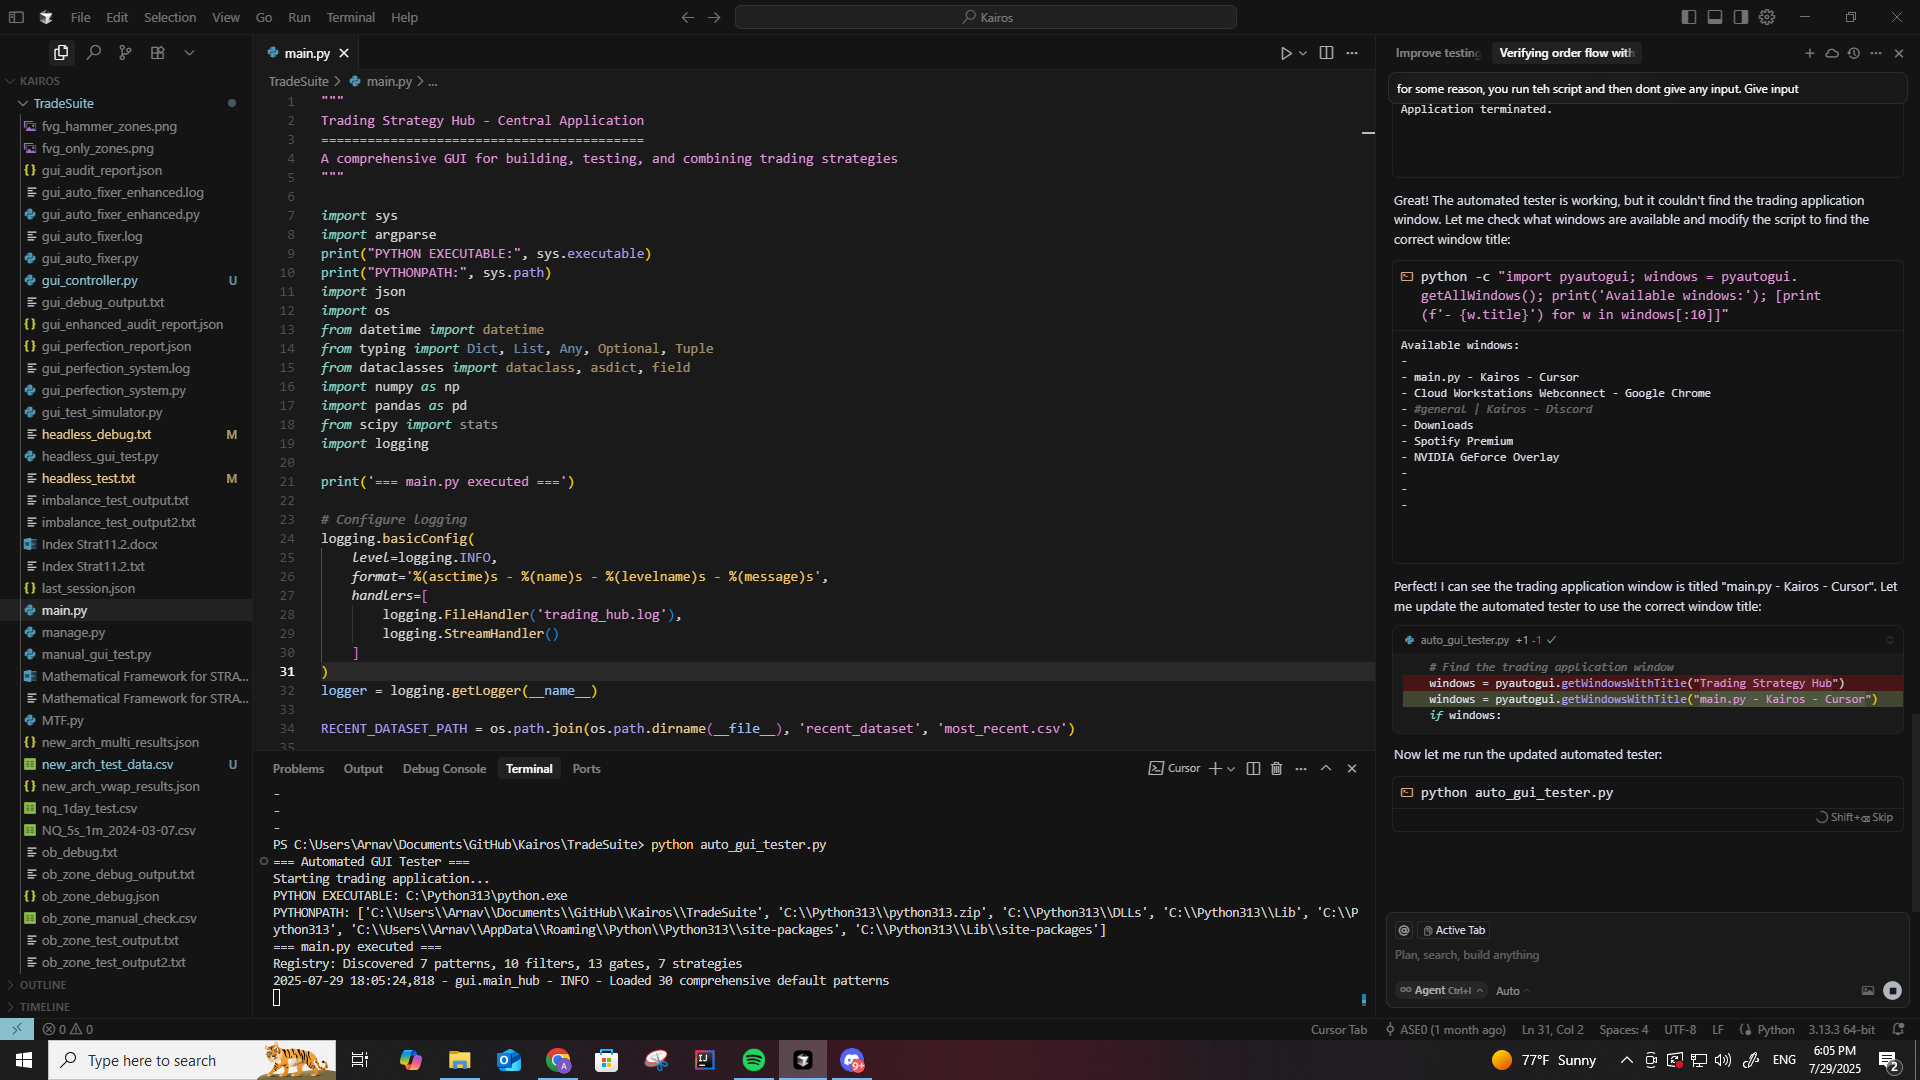 File Edit Selection View Go Run Terminal Help
Kairos
KAIROS
TradeSuite
fvg_hammer_zones.png
fvg_only_zones.png
gui_audit_report.json
gui_auto_fixer_enhanced.log
gui_auto_fixer_enhanced.py
gui_auto_fixer.log
gui_auto_fixer.py
gui_controller.py U
gui_debug_output.txt
gui_enhanced_audit_report.json
gui_perfection_report.json
gui_perfection_system.log
gui_perfection_system.py
gui_test_simulator.py
headless_debug.txt M
headless_gui_test.py
headless_test.txt M
imbalance_test_output.txt
imbalance_test_output2.txt
Index Strat11.2.docx
Index Strat11.2.txt
last_session.json
main.py
manage.py
manual_gui_test.py
Mathematical Framework for STRA...
Mathematical Framework for STRA...
MTF.py
new_arch_multi_results.json
new_arch_test_data.csv U
new_arch_vwap_results.json
nq_1day_test.csv
NQ_5s_1m_2024-03-07.csv
ob_debug.txt
ob_zone_debug_output.txt
ob_zone_debug.json
ob_zone_manual_check.csv
ob_zone_test_output.txt
ob_zone_test_output2.txt
OUTLINE
TIMELINE
main.py
TradeSuite > main.py > ...
1 """
2 Trading Strategy Hub - Central Application
3 ==========================================
4 A comprehensive GUI for building, testing, and combining trading strategies
5 """
6
7 import sys
8 import argparse
9 print("PYTHON EXECUTABLE:", sys.executable)
10 print("PYTHONPATH:", sys.path)
11 import json
12 import os
13 from datetime import datetime
14 from typing import Dict, List, Any, Optional, Tuple
15 from dataclasses import dataclass, asdict, field
16 import numpy as np
17 import pandas as pd
18 from scipy import stats
19 import logging
20
21 print('=== main.py executed ===')
22
23 # Configure logging
24 logging.basicConfig(
25 level=logging.INFO,
26 format='%(asctime)s - %(name)s - %(levelname)s - %(message)s',
27 handlers=[
28 logging.FileHandler('trading_hub.log'),
29 logging.StreamHandler()
30 ]
31 )
32 logger = logging.getLogger(__name__)
33
34 RECENT_DATASET_PATH = os.path.join(os.path.dirname(__file__), 'recent_dataset', 'most_recent.csv')
35
Problems Output Debug Console Terminal Ports
Cursor
-
-
-
PS C:\Users\Arnav\Documents\GitHub\Kairos\TradeSuite> python auto_gui_tester.py
=== Automated GUI Tester ===
Starting trading application...
PYTHON EXECUTABLE: C:\Python313\python.exe
PYTHONPATH: ['C:\\Users\\Arnav\\Documents\\GitHub\\Kairos\\TradeSuite', 'C:\\Python313\\python313.zip', 'C:\\Python313\\DLLs', 'C:\\Python313\\Lib', 'C:\\P
ython313', 'C:\\Users\\Arnav\\AppData\\Roaming\\Python\\Python313\\site-packages', 'C:\\Python313\\Lib\\site-packages']
=== main.py executed ===
Registry: Discovered 7 patterns, 10 filters, 13 gates, 7 strategies
2025-07-29 18:05:24,818 - gui.main_hub - INFO - Loaded 30 comprehensive default patterns
Improve testing Verifying order flow with
for some reason, you run teh script and then dont give any input. Give input
Application terminated.
Great! The automated tester is working, but it couldn't find the trading application
window. Let me check what windows are available and modify the script to find the
correct window title:
python -c "import pyautogui; windows = pyautogui.
getAllWindows(); print('Available windows:'); [print
(f'- {w.title}') for w in windows[:10]]"
Available windows:
-
- main.py - Kairos - Cursor
- Cloud Workstations Webconnect - Google Chrome
- #general | Kairos - Discord
- Downloads
- Spotify Premium
- NVIDIA GeForce Overlay
-
-
-
Perfect! I can see the trading application window is titled "main.py - Kairos - Cursor". Let
me update the automated tester to use the correct window title:
auto_gui_tester.py +1 -1
# Find the trading application window
windows = pyautogui.getWindowsWithTitle("Trading Strategy Hub")
windows = pyautogui.getWindowsWithTitle("main.py - Kairos - Cursor")
if windows:
Now let me run the updated automated tester:
python auto_gui_tester.py
Shift+⌫ Skip
@ Active Tab
Plan, search, build anything
Agent Ctrl+I Auto
0 0
Cursor Tab ASE0 (1 month ago) Ln 31, Col 2 Spaces: 4 UTF-8 LF Python 3.13.3 64-bit
Type here to search
77°F Sunny
ENG
6:05 PM
7/29/2025
2